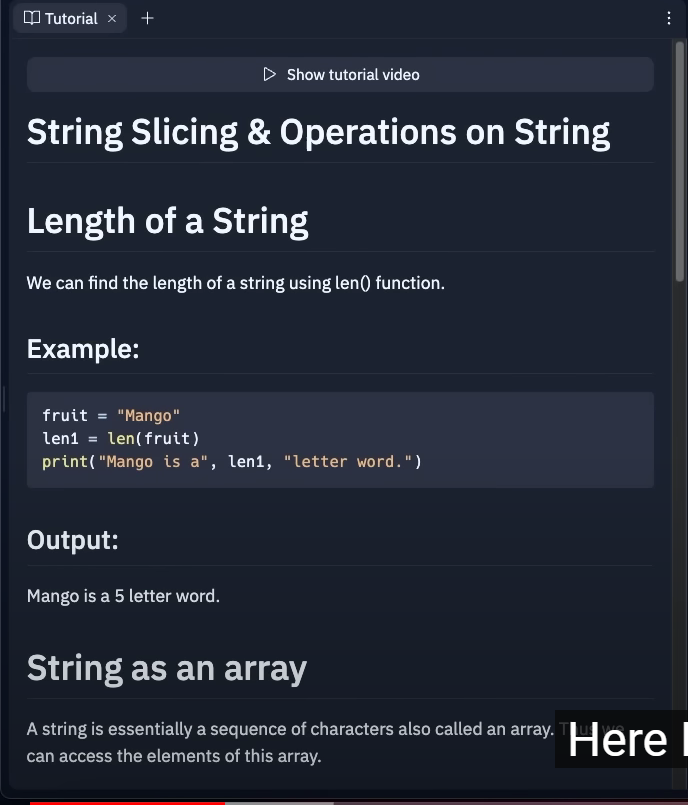 Tutorial
Show tutorial video
String Slicing & Operations on String
Length of a String
We can find the length of a string using len() function.
Example:
fruit = "Mango"
len1 = len(fruit)
print("Mango is a", len1, "letter word.")
Output:
Mango is a 5 letter word.
String as an array
A string is essentially a sequence of characters also called an array. Thus we
can access the elements of this array.
Here